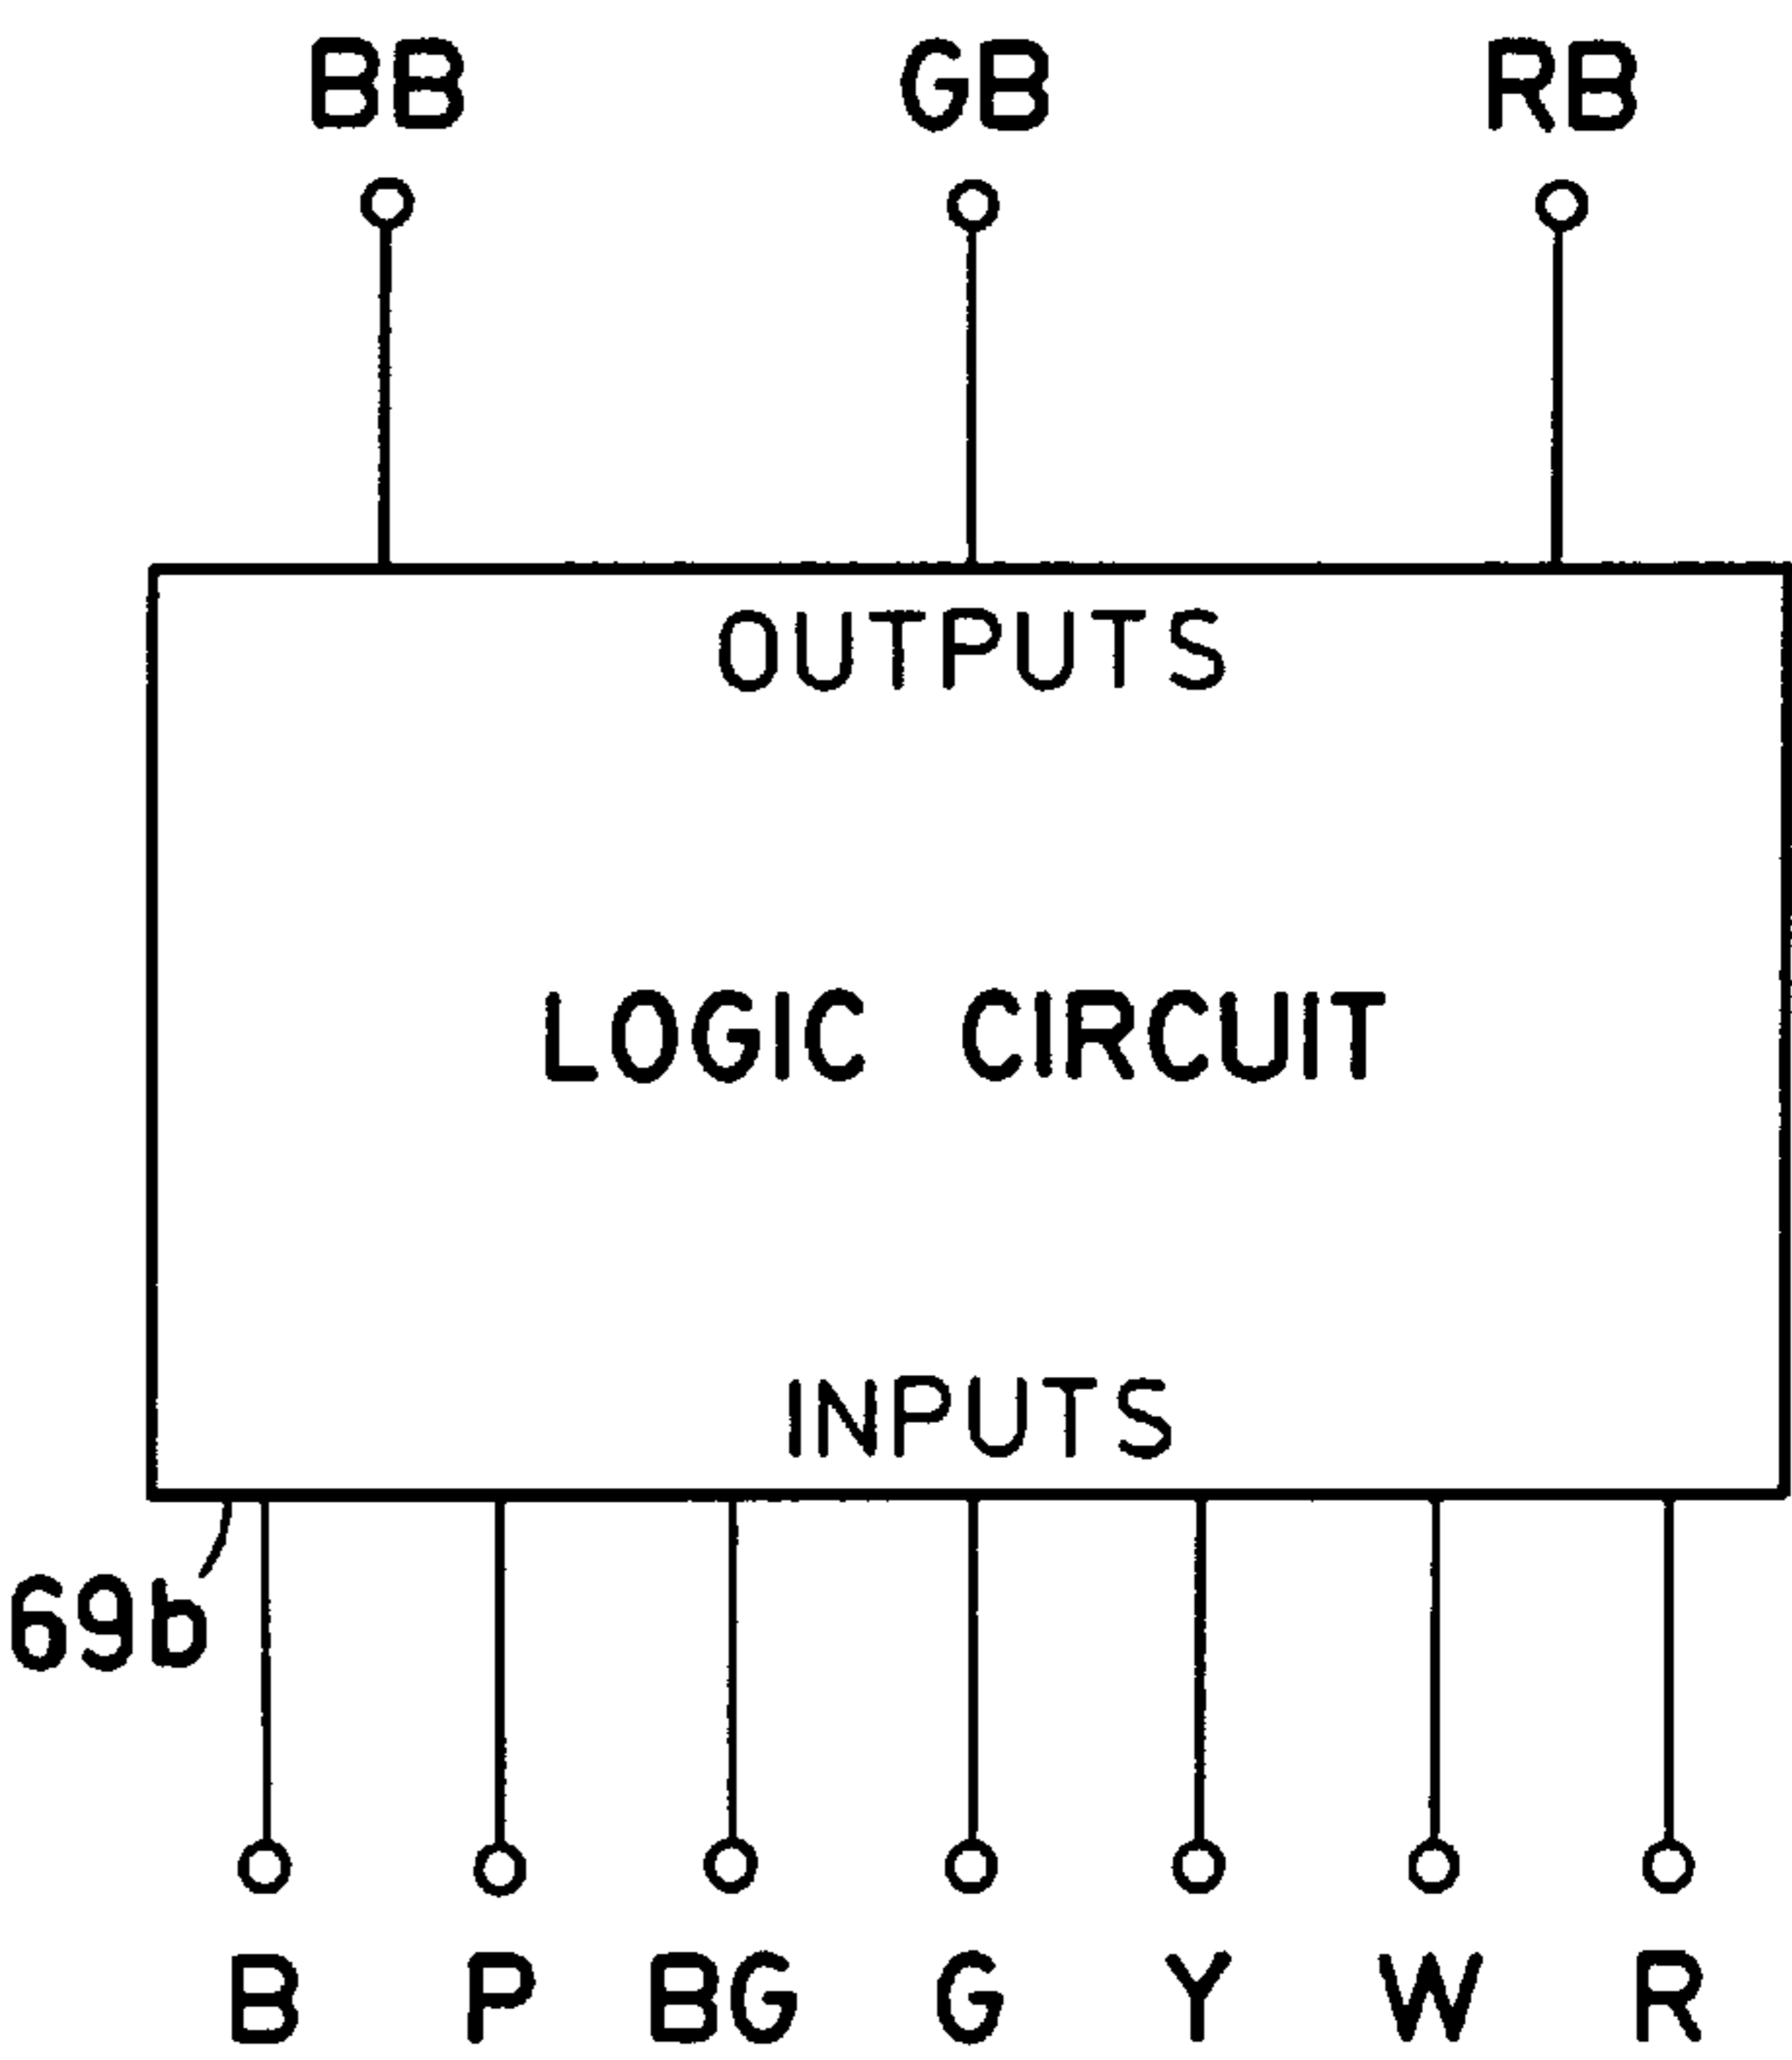 BB GB RB
OUTPUTS
LOGIC CIRCUIT
INPUTS
69b
B P BG G Y W R